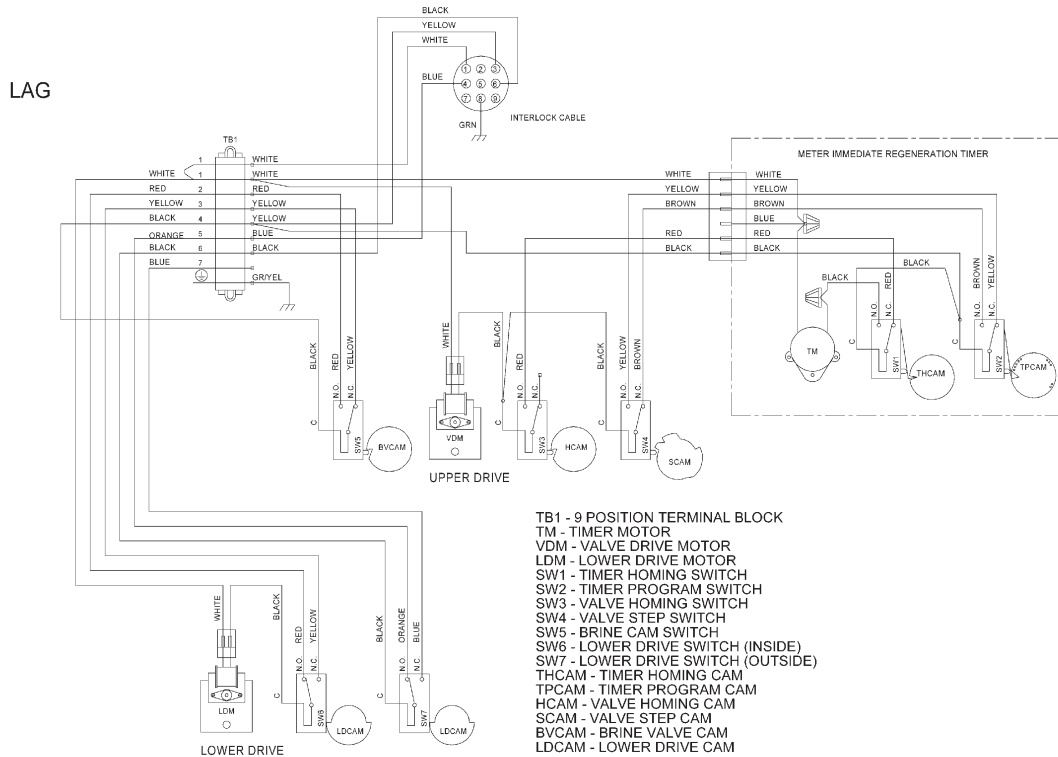 BLACK
YELLOW
WHITE
LAG
BLUE
1 2 3
4 5 6
7 8 9
INTERLOCK CABLE
GRN
TB1
METER IMMEDIATE REGENERATION TIMER
1 WHITE
WHITE 1 WHITE WHITE WHITE
RED 2 RED YELLOW YELLOW
YELLOW 3 YELLOW BROWN BROWN
BLACK 4 YELLOW BLUE
ORANGE 5 BLUE RED RED
BLACK 6 BLACK BLACK BLACK
BLUE 7
GR/YEL
BLACK
BLACK
RED
BROWN
YELLOW
N.O.
N.C.
C
SW1
THCAM
N.O.
N.C.
C
SW2
TPCAM
TM
BLACK
RED
YELLOW
N.O.
N.C.
C
SW5
BVCAM
WHITE
VDM
UPPER DRIVE
BLACK
RED
N.O.
N.C.
C
SW3
HCAM
BLACK
YELLOW
BROWN
N.O.
N.C.
C
SW4
SCAM
TB1 - 9 POSITION TERMINAL BLOCK
TM - TIMER MOTOR
VDM - VALVE DRIVE MOTOR
LDM - LOWER DRIVE MOTOR
SW1 - TIMER HOMING SWITCH
SW2 - TIMER PROGRAM SWITCH
SW3 - VALVE HOMING SWITCH
SW4 - VALVE STEP SWITCH
SW5 - BRINE CAM SWITCH
SW6 - LOWER DRIVE SWITCH (INSIDE)
SW7 - LOWER DRIVE SWITCH (OUTSIDE)
THCAM - TIMER HOMING CAM
TPCAM - TIMER PROGRAM CAM
HCAM - VALVE HOMING CAM
SCAM - VALVE STEP CAM
BVCAM - BRINE VALVE CAM
LDCAM - LOWER DRIVE CAM
WHITE
LDM
LOWER DRIVE
BLACK
RED
YELLOW
N.O.
N.C.
C
SW6
LDCAM
BLACK
ORANGE
BLUE
N.O.
N.C.
C
SW7
LDCAM